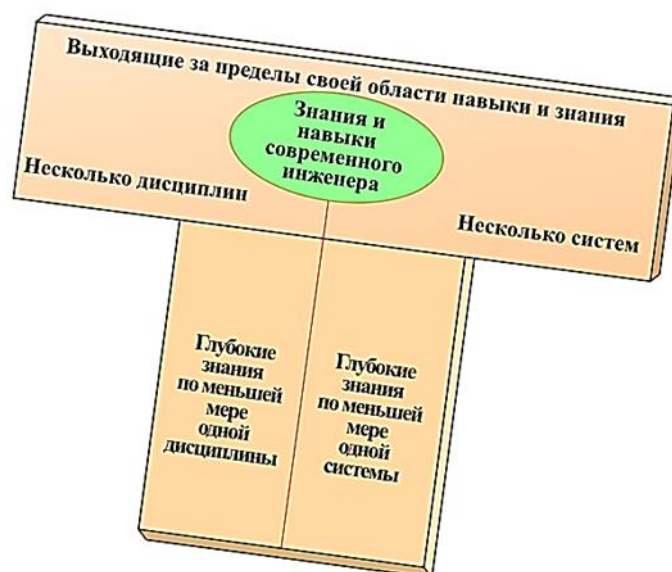 Выходящие за пределы своей области навыки и знания
Знания и
навыки
современного
инженера
Несколько дисциплин
Несколько систем
Глубокие
знания
по меньшей
мере
одной
дисциплины
Глубокие
знания
по меньшей
мере
одной
системы